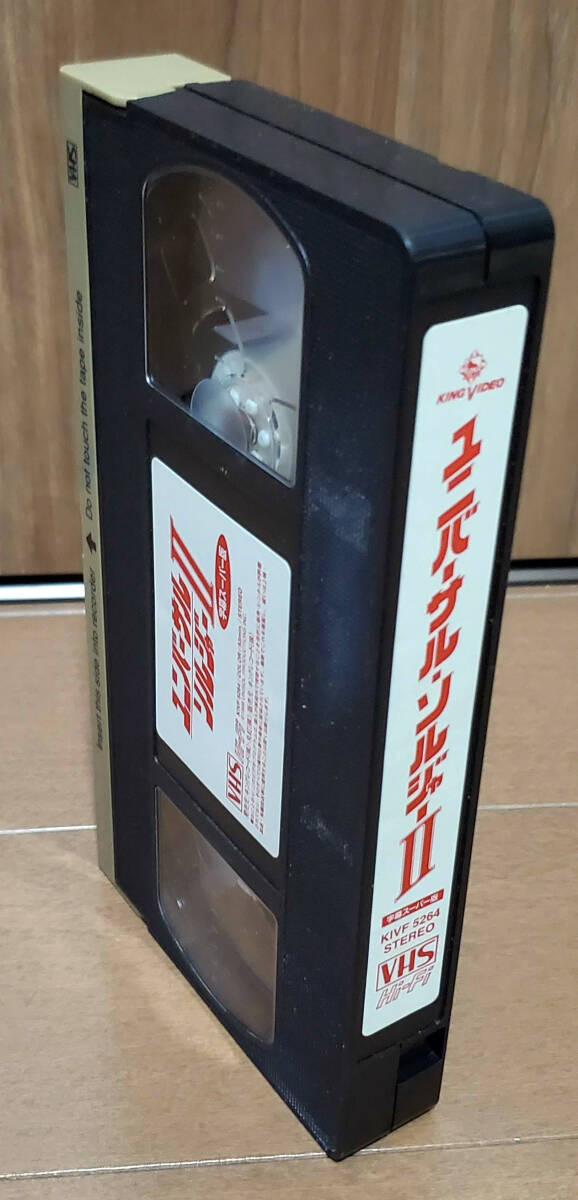 VHS
Do not touch the tape inside
Insert this side into recorder
字幕スーパー版
ユニバーサル・ソルジャーII
VHS
Hi-Fi
KING VIDEO
ユニバーサル・ソルジャーII
字幕スーパー版
KIVF 5264
STEREO
VHS
Hi-Fi